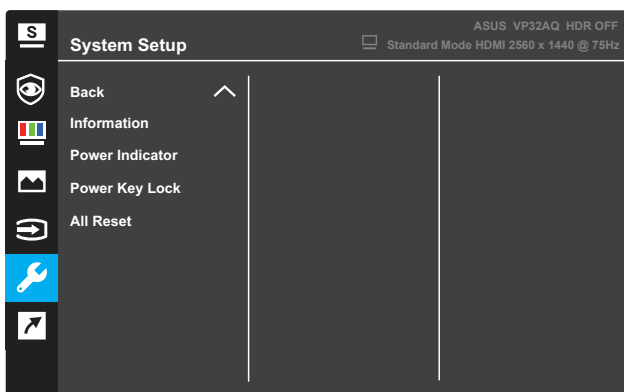 S
ASUS VP32AQ HDR OFF
System Setup
Standard Mode HDMI 2560 x 1440 @ 75Hz
Back
Information
Power Indicator
Power Key Lock
All Reset